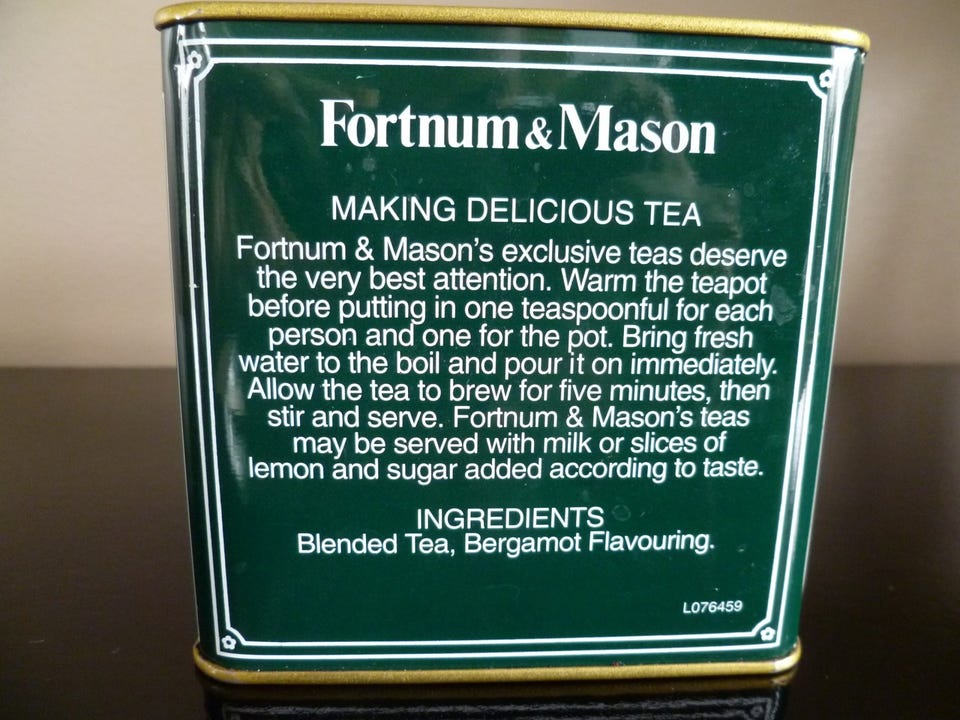 Fortnum & Mason
MAKING DELICIOUS TEA
Fortnum & Mason's exclusive teas deserve
the very best attention. Warm the teapot
before putting in one teaspoonful for each
person and one for the pot. Bring fresh
water to the boil and pour it on immediately.
Allow the tea to brew for five minutes, then
stir and serve. Fortnum & Mason's teas
may be served with milk or slices of
lemon and sugar added according to taste.
INGREDIENTS
Blended Tea, Bergamot Flavouring.
L076459